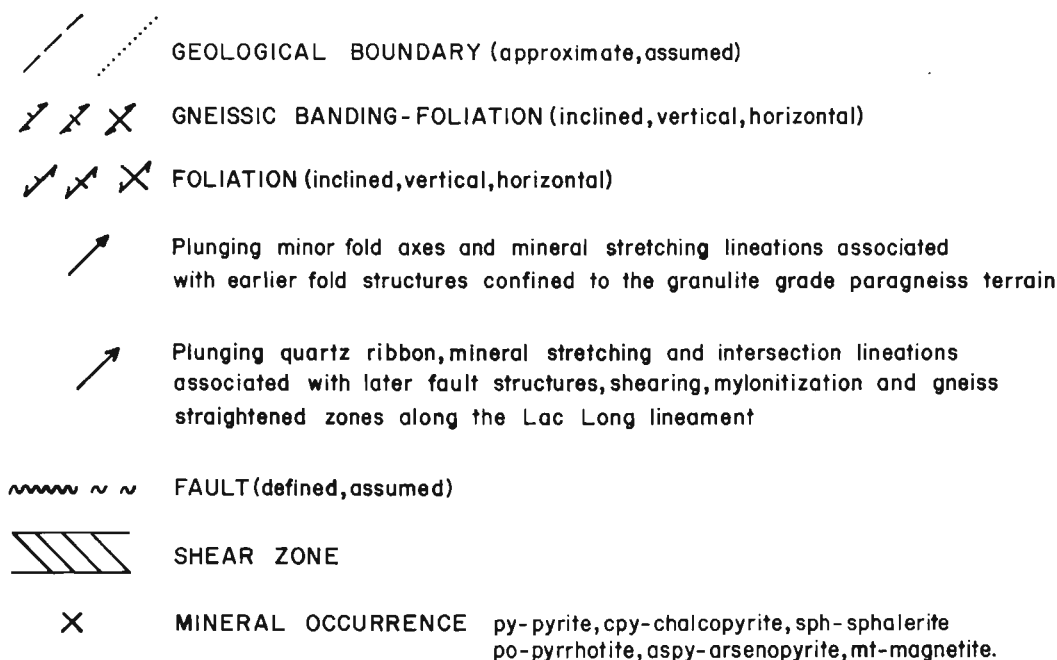 GEOLOGICAL BOUNDARY (approximate, assumed)
GNEISSIC BANDING-FOLIATION (inclined, vertical, horizontal)
FOLIATION (inclined, vertical, horizontal)
Plunging minor fold axes and mineral stretching lineations associated
with earlier fold structures confined to the granulite grade paragneiss terrain
Plunging quartz ribbon, mineral stretching and intersection lineations
associated with later fault structures, shearing, mylonitization and gneiss
straightened zones along the Lac Long lineament
FAULT (defined, assumed)
SHEAR ZONE
MINERAL OCCURRENCE py-pyrite, cpy-chalcopyrite, sph-sphalerite
po-pyrrhotite, aspy-arsenopyrite, mt-magnetite.